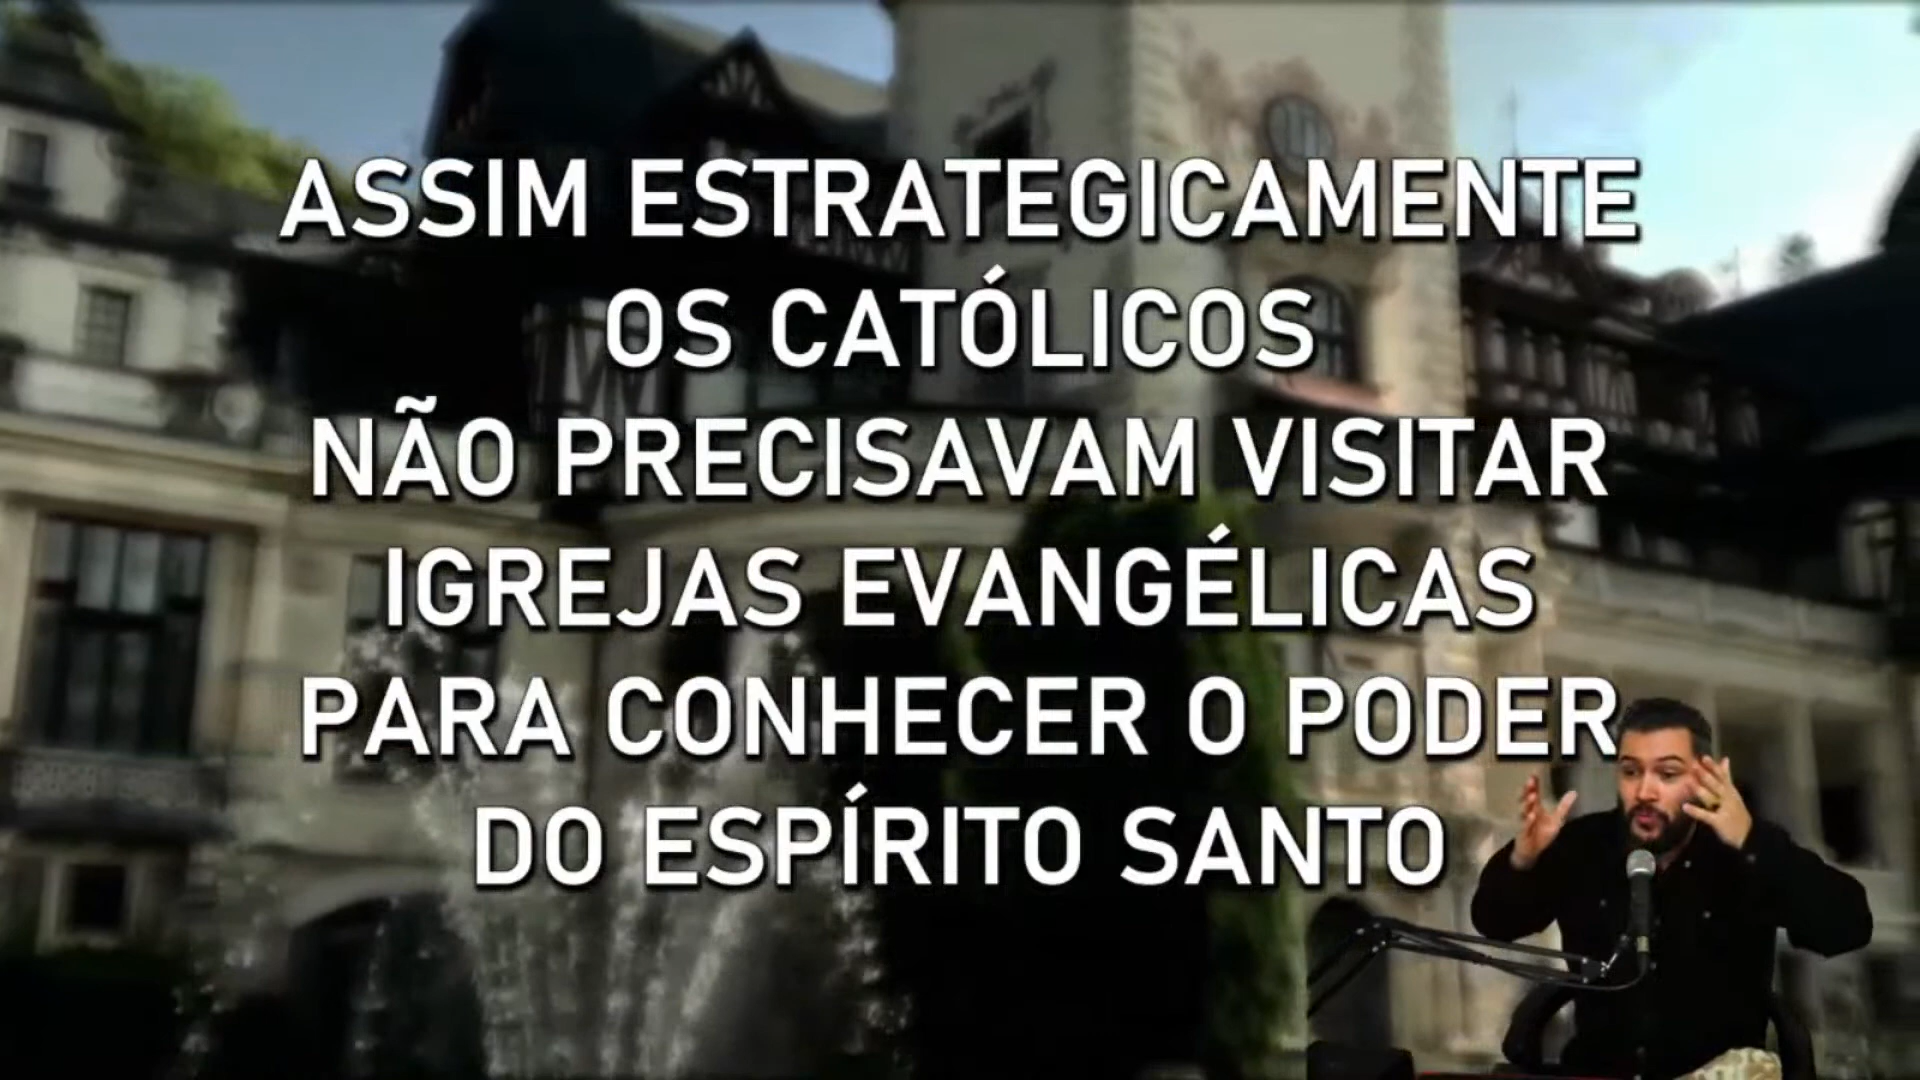 ASSIM ESTRATEGICAMENTE
OS CATÓLICOS
NÃO PRECISAVAM VISITAR
IGREJAS EVANGÉLICAS
PARA CONHECER O PODER
DO ESPÍRITO SANTO